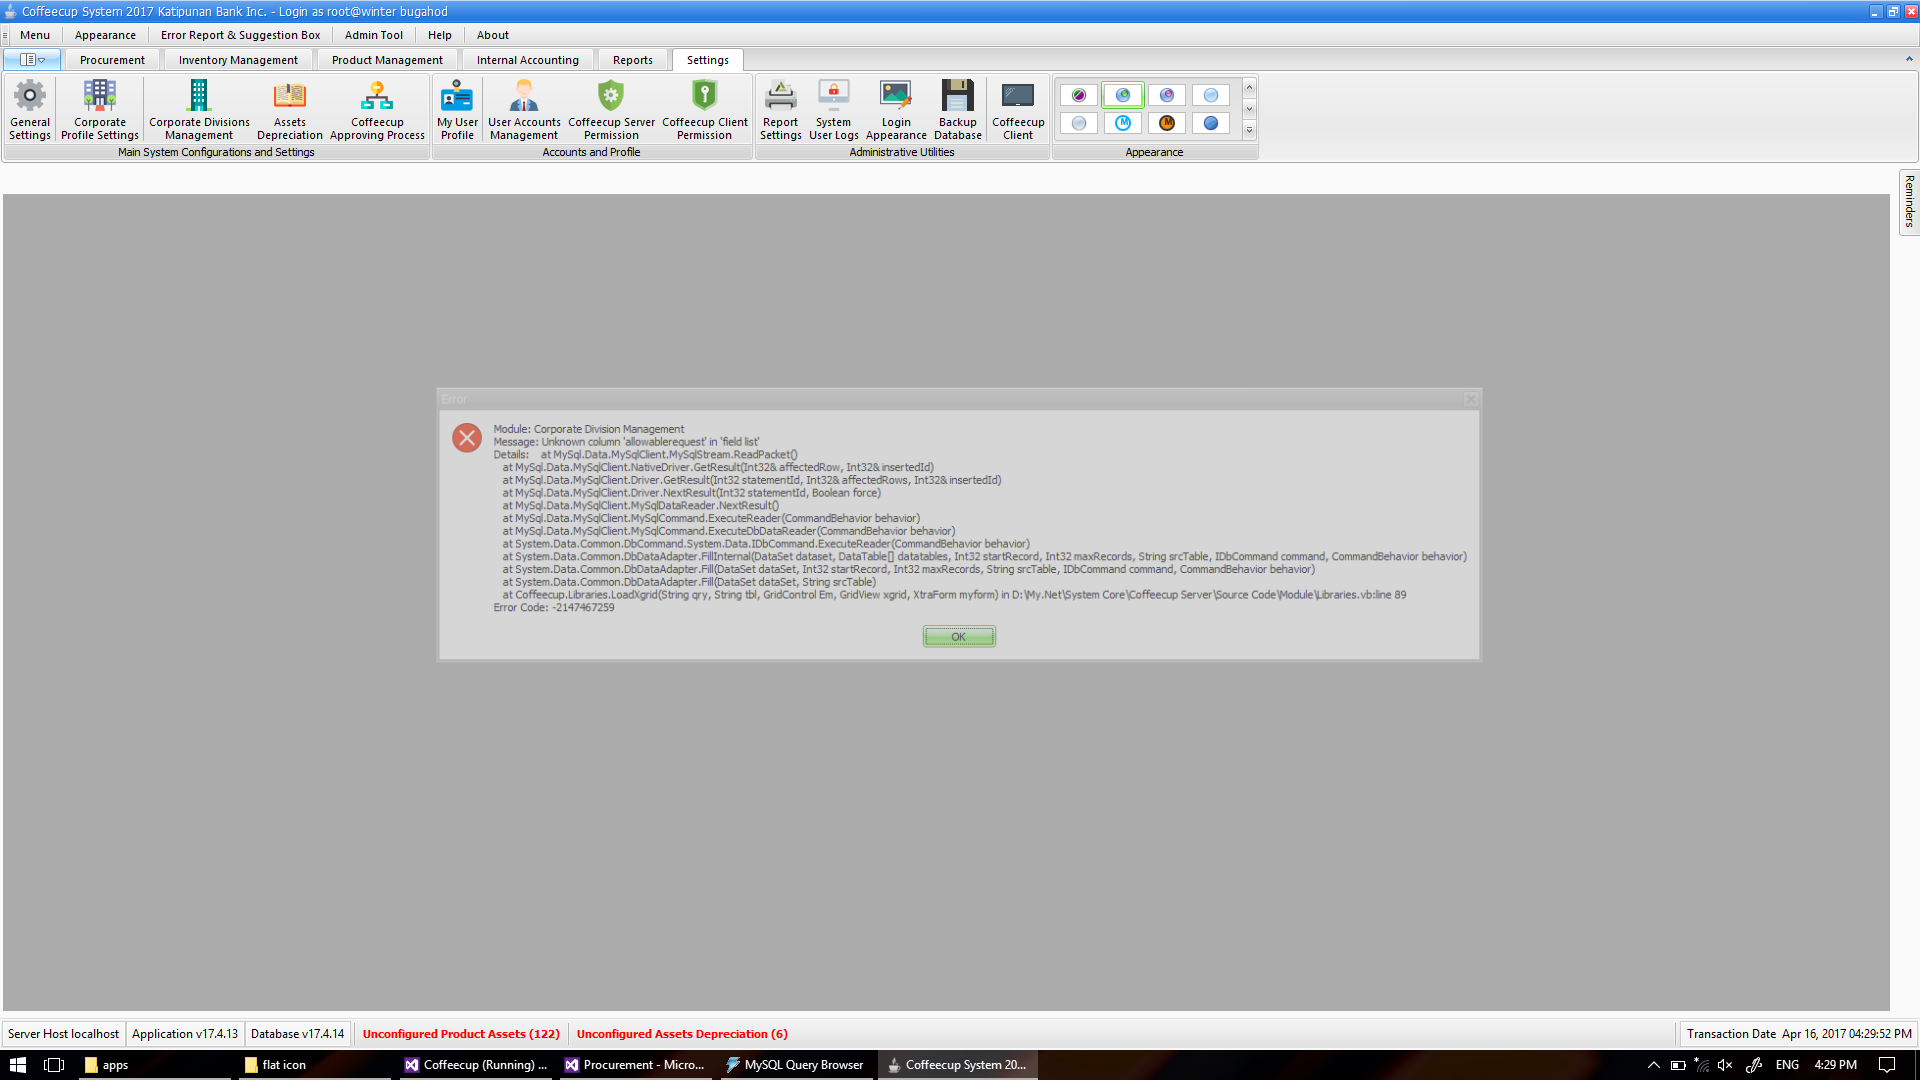 Coffeecup System 2017 Katipunan Bank Inc. - Login as root@winter bugahod
Menu
Appearance
Error Report & Suggestion Box
Admin Tool
Help
About
Procurement
Inventory Management
Product Management
Internal Accounting
Reports
Settings
General Settings
Corporate Profile Settings
Corporate Divisions Management
Assets Depreciation
Coffeecup Approving Process
My User Profile
User Accounts Management
Coffeecup Server Permission
Coffeecup Client Permission
Report Settings
System User Logs
Login Appearance
Backup Database
Coffeecup Client
Main System Configurations and Settings
Accounts and Profile
Administrative Utilities
Appearance
Reminders
Error
Module: Corporate Division Management
Message: Unknown column 'allowablerequest' in 'field list'
Details:    at MySql.Data.MySqlClient.MySqlStream.ReadPacket()
at MySql.Data.MySqlClient.NativeDriver.GetResult(Int32& affectedRow, Int32& insertedId)
at MySql.Data.MySqlClient.Driver.GetResult(Int32 statementId, Int32& affectedRows, Int32& insertedId)
at MySql.Data.MySqlClient.Driver.NextResult(Int32 statementId, Boolean force)
at MySql.Data.MySqlClient.MySqlDataReader.NextResult()
at MySql.Data.MySqlClient.MySqlCommand.ExecuteReader(CommandBehavior behavior)
at MySql.Data.MySqlClient.MySqlCommand.ExecuteDbDataReader(CommandBehavior behavior)
at System.Data.Common.DbCommand.System.Data.IDbCommand.ExecuteReader(CommandBehavior behavior)
at System.Data.Common.DbDataAdapter.FillInternal(DataSet dataset, DataTable[] datatables, Int32 startRecord, Int32 maxRecords, String srcTable, IDbCommand command, CommandBehavior behavior)
at System.Data.Common.DbDataAdapter.Fill(DataSet dataSet, Int32 startRecord, Int32 maxRecords, String srcTable, IDbCommand command, CommandBehavior behavior)
at System.Data.Common.DbDataAdapter.Fill(DataSet dataSet, String srcTable)
at Coffeecup.Libraries.LoadXgrid(String qry, String tbl, GridControl Em, GridView xgrid, XtraForm myform) in D:\My.Net\System Core\Coffeecup Server\Source Code\Module\Libraries.vb:line 89
Error Code: -2147467259
OK
Server Host localhost
Application v17.4.13
Database v17.4.14
Unconfigured Product Assets (122)
Unconfigured Assets Depreciation (6)
Transaction Date  Apr 16, 2017 04:29:52 PM
apps
flat icon
Coffeecup (Running) ...
Procurement - Micro...
MySQL Query Browser
Coffeecup System 20...
ENG
4:29 PM